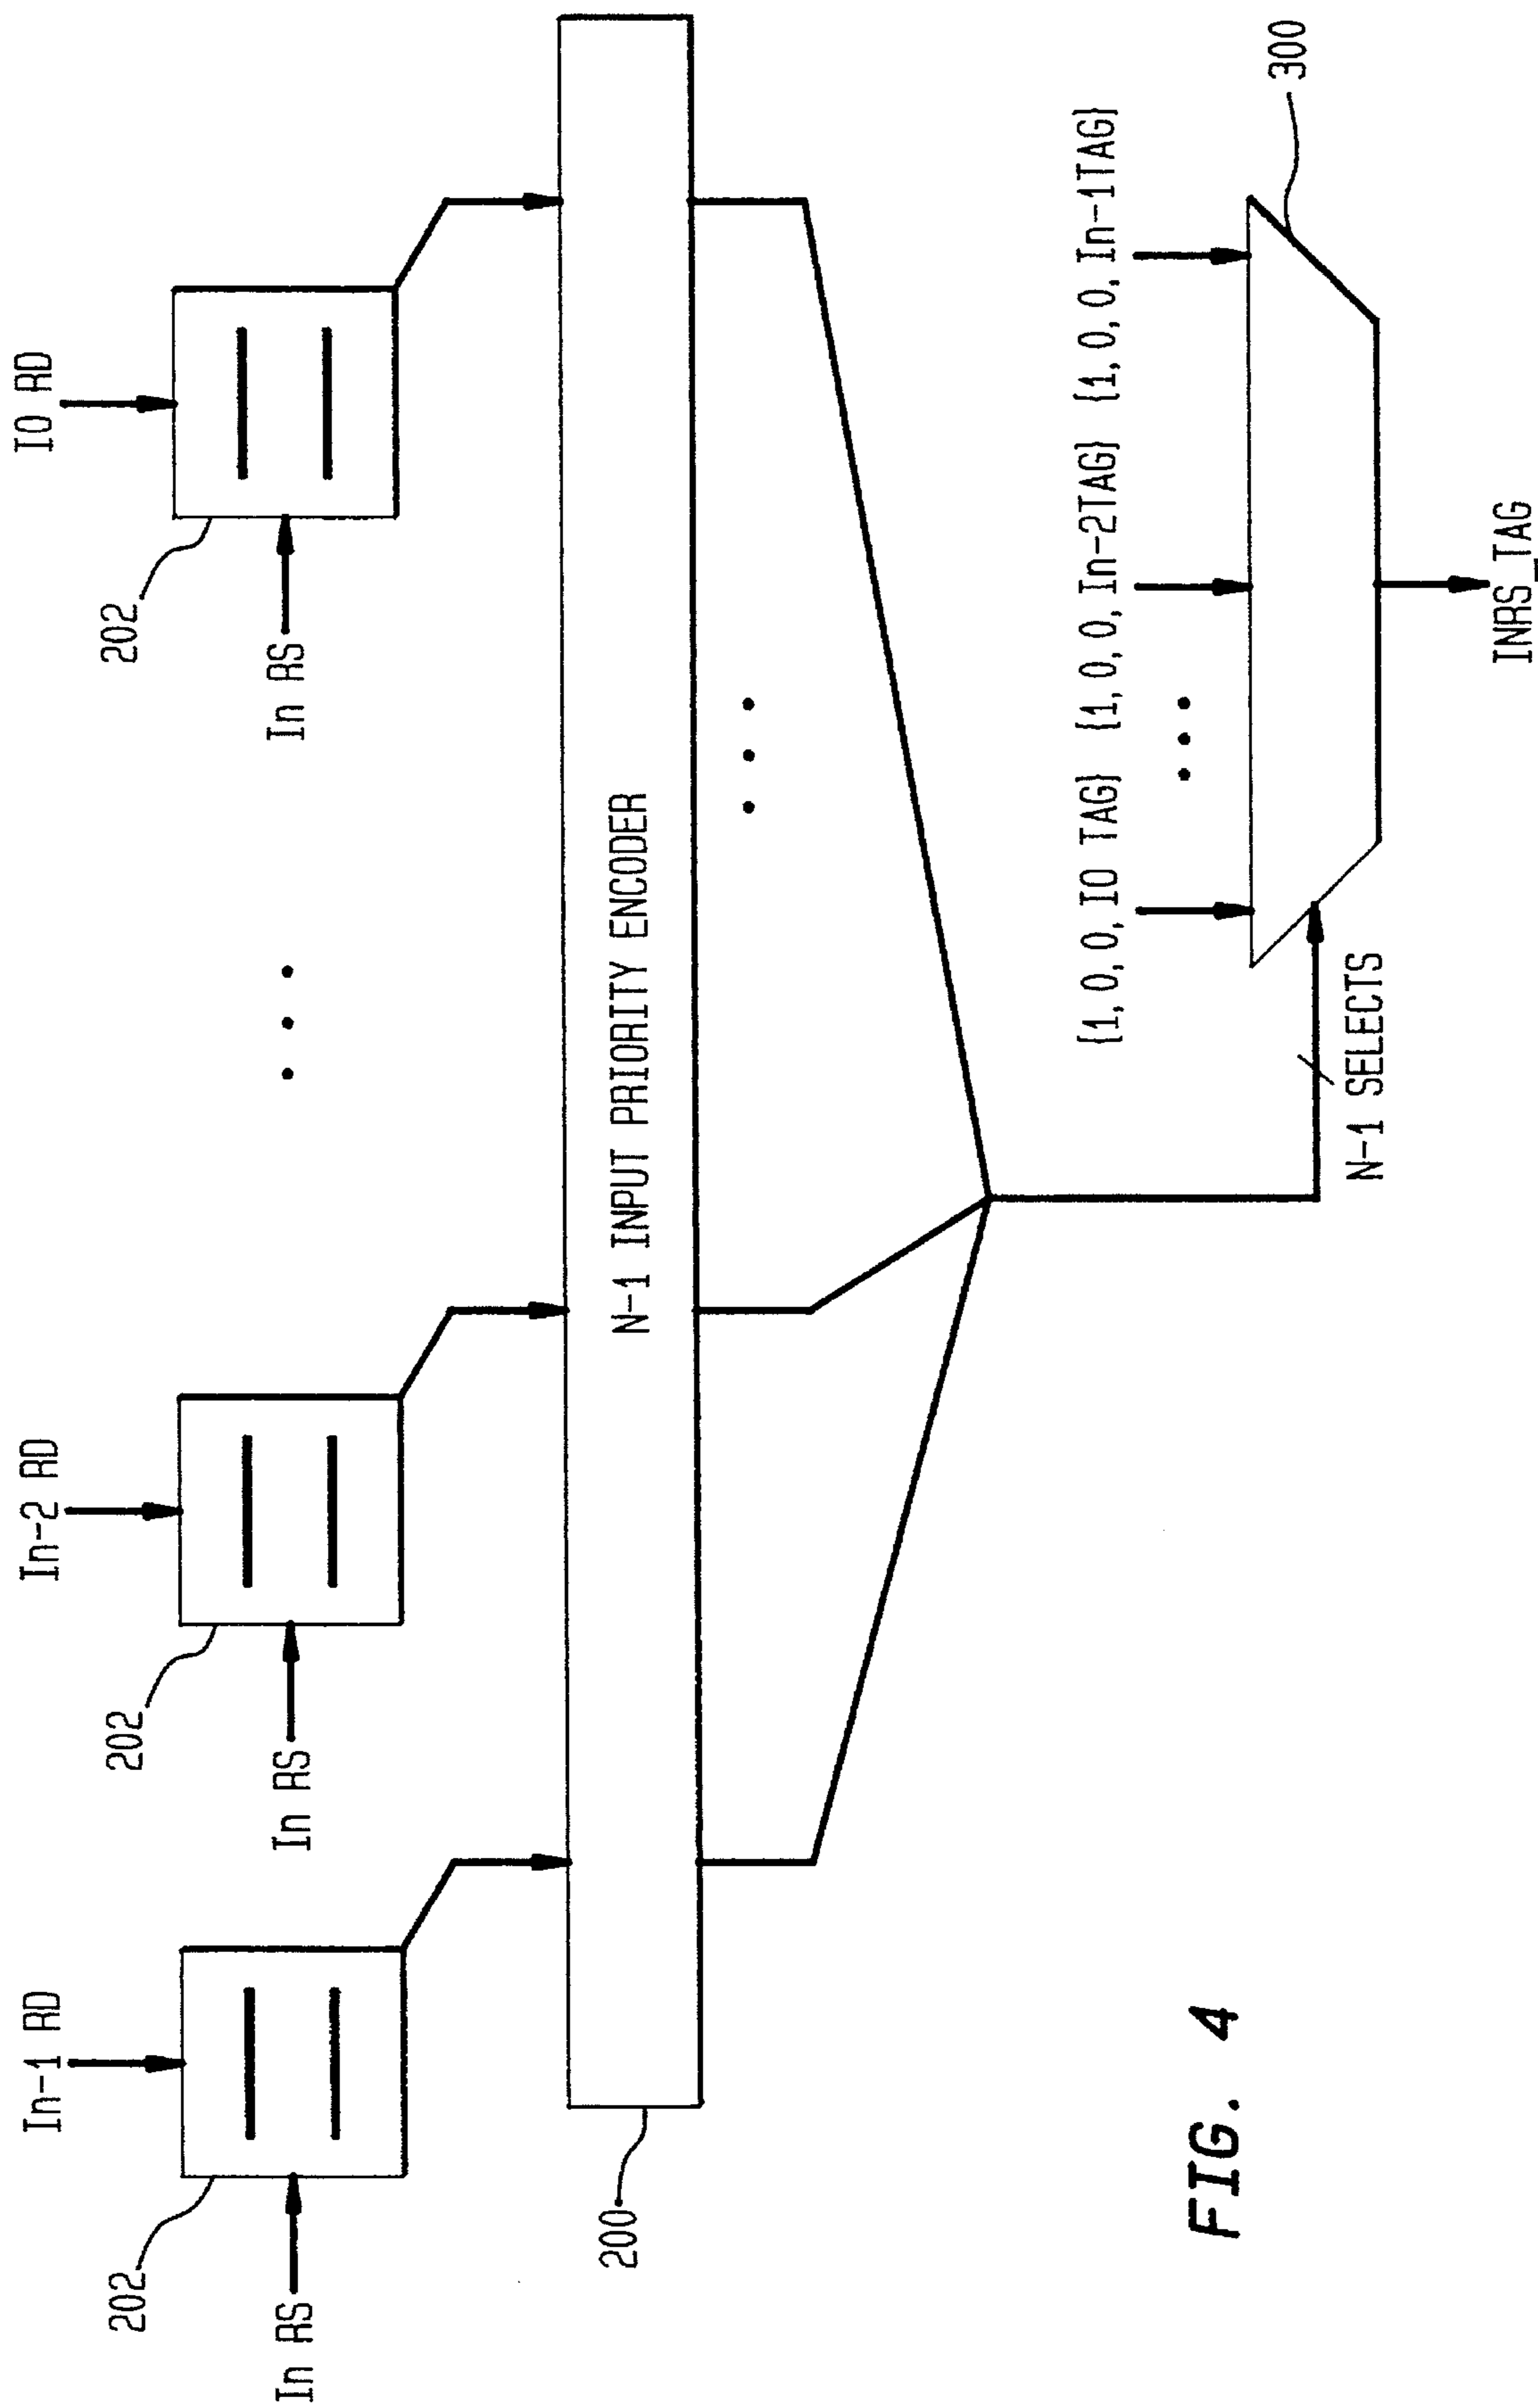 In-1 RD
In-2 RD
IO RD
202
202
202
In RS
In RS
In RS
200
N-1 INPUT PRIORITY ENCODER
{1,0,0,IO TAG} {1,0,0,In-2TAG} {1,0,0,In-1TAG}
300
N-1 SELECTS
INRS_TAG
FIG. 4